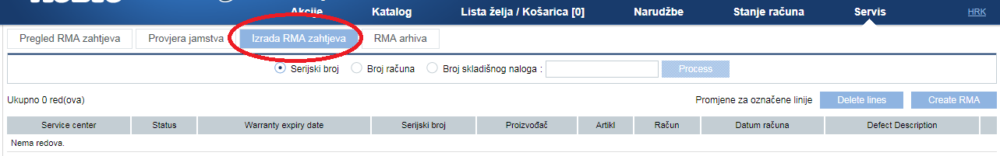 Akcije Katalog Lista želja / Košarica [0] Narudžbe Stanje računa Servis HRK
Pregled RMA zahtjeva Provjera jamstva Izrada RMA zahtjeva RMA arhiva
Serijski broj Broj računa Broj skladišnog naloga : Process
Ukupno 0 red(ova) Promjene za označene linije Delete lines Create RMA
Service center Status Warranty expiry date Serijski broj Proizvođač Artikl Račun Datum računa Defect Description
Nema redova.